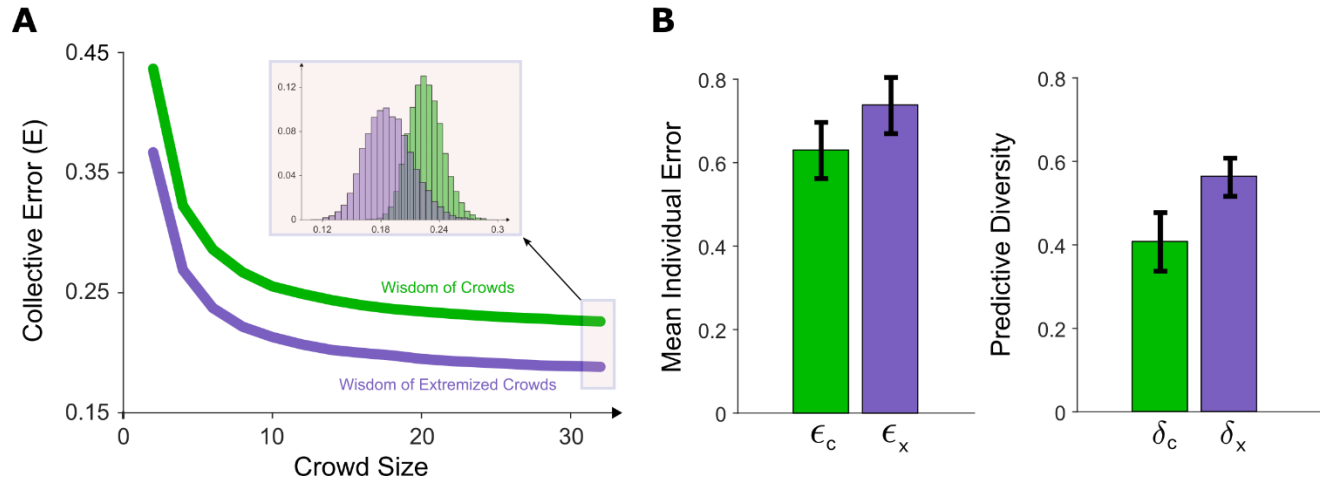 A
Collective Error (E)
0.45
0.35
0.25
0.15
0
10
20
30
Crowd Size
0.12
0.08
0.04
0
0.12
0.18
0.24
0.3
Wisdom of Crowds
Wisdom of Extremized Crowds
B
Mean Individual Error
0.8
0.6
0.4
0.2
0
ϵc
ϵx
Predictive Diversity
0.8
0.6
0.4
0.2
0
δc
δx